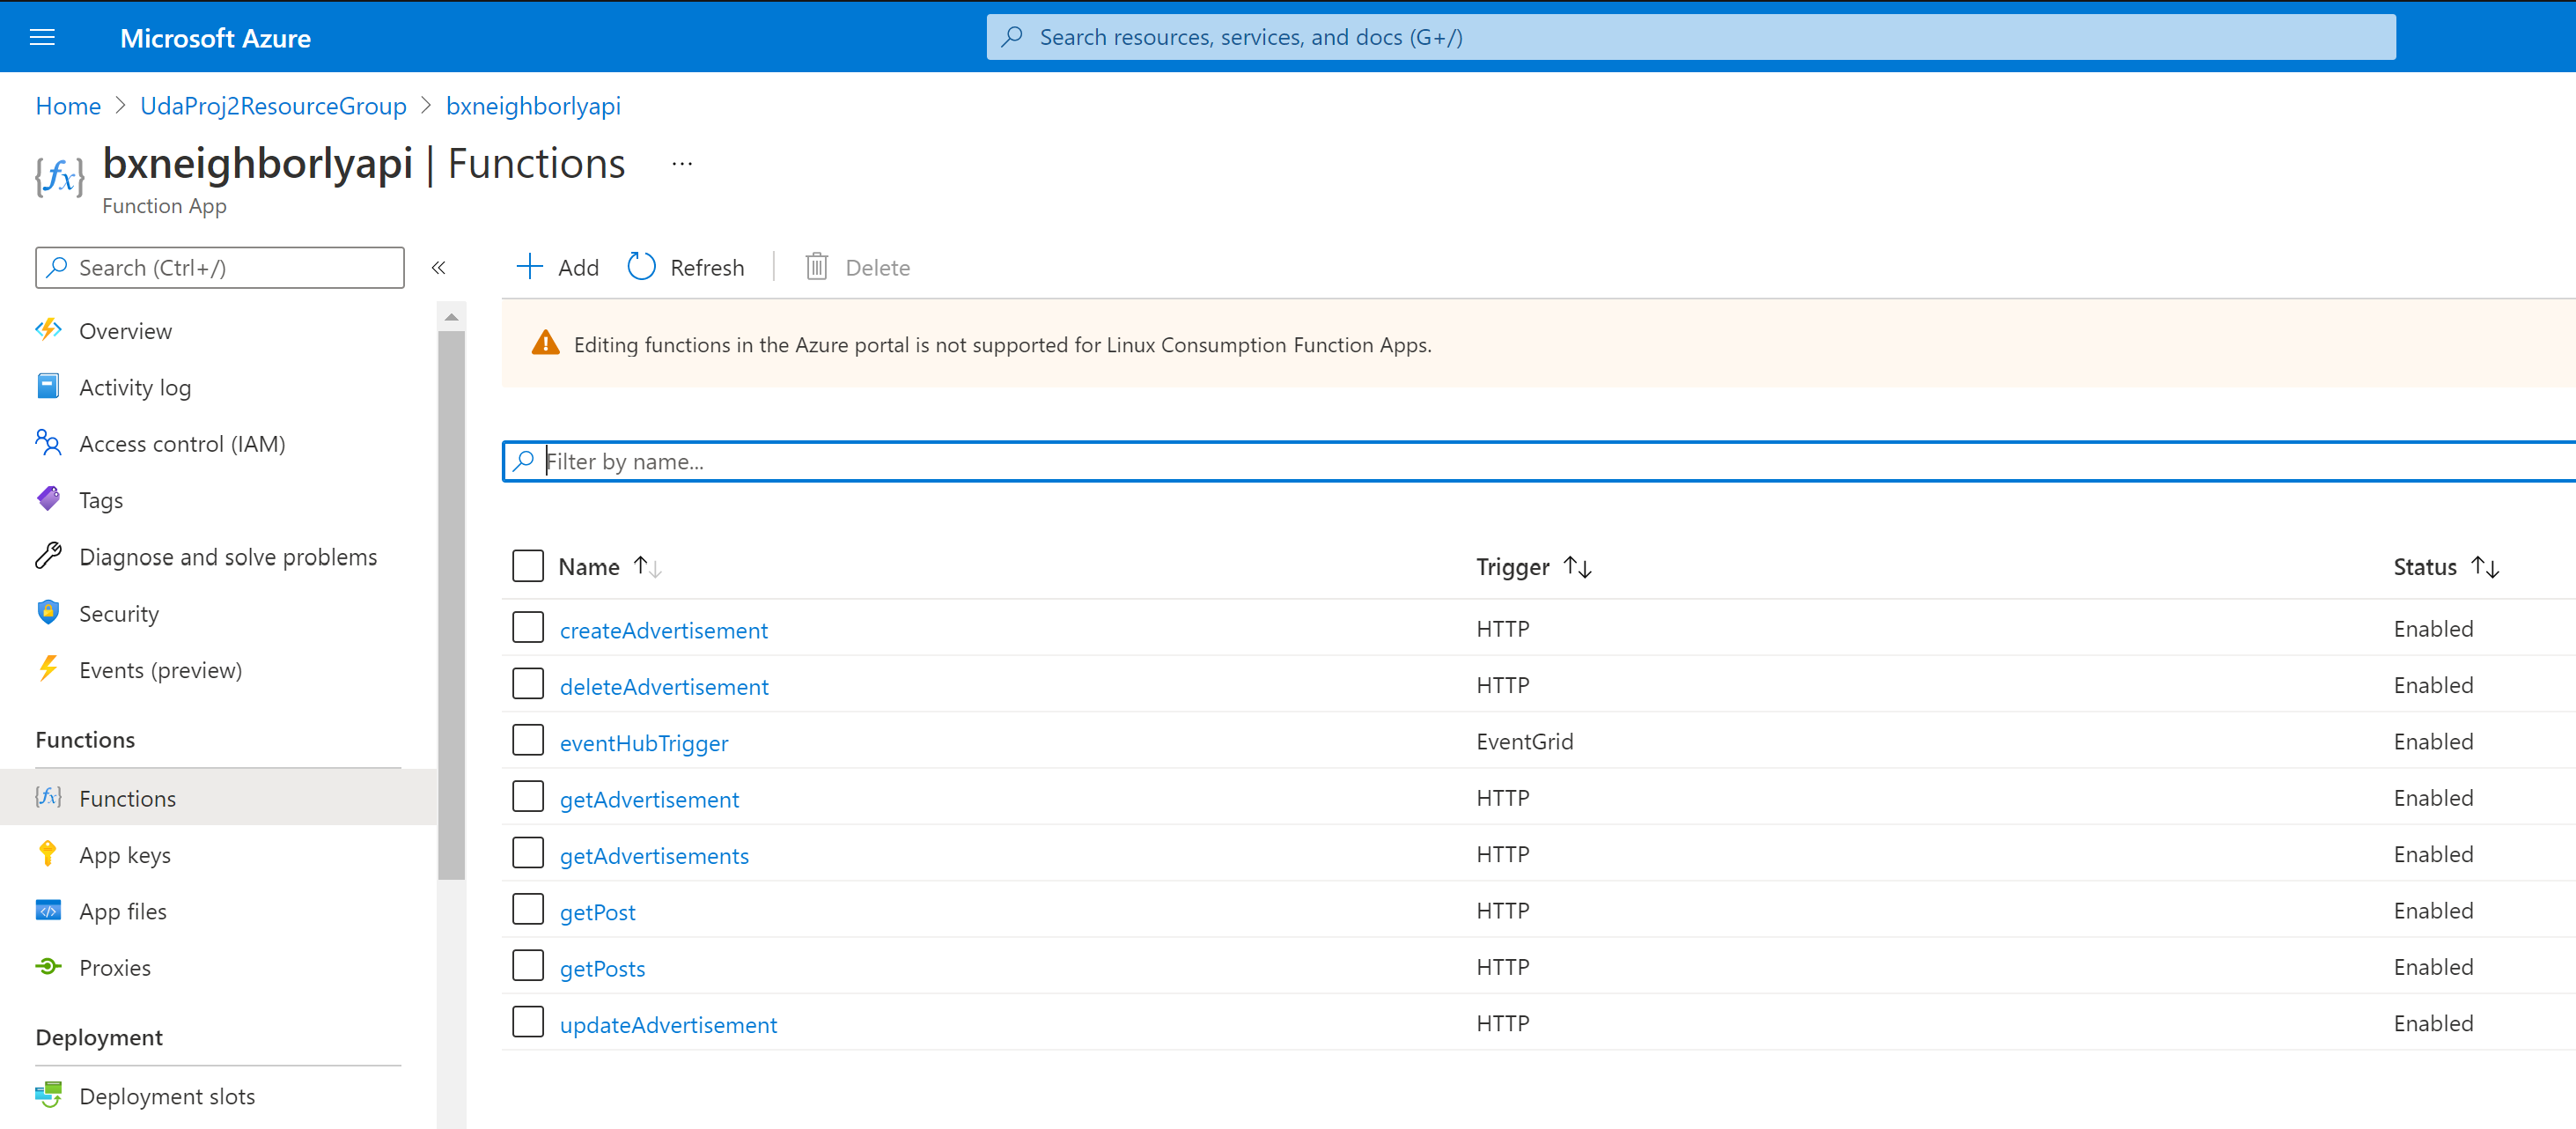 Microsoft Azure
Search resources, services, and docs (G+/)
Home > UdaProj2ResourceGroup > bxneighborlyapi
{fx} bxneighborlyapi | Functions ...
Function App
Search (Ctrl+/) «
Add Refresh Delete
Overview
Activity log
Access control (IAM)
Tags
Diagnose and solve problems
Security
Events (preview)
Functions
{fx} Functions
App keys
App files
Proxies
Deployment
Deployment slots
Editing functions in the Azure portal is not supported for Linux Consumption Function Apps.
Filter by name...
Name ↑↓ Trigger ↑↓ Status ↑↓
createAdvertisement HTTP Enabled
deleteAdvertisement HTTP Enabled
eventHubTrigger EventGrid Enabled
getAdvertisement HTTP Enabled
getAdvertisements HTTP Enabled
getPost HTTP Enabled
getPosts HTTP Enabled
updateAdvertisement HTTP Enabled